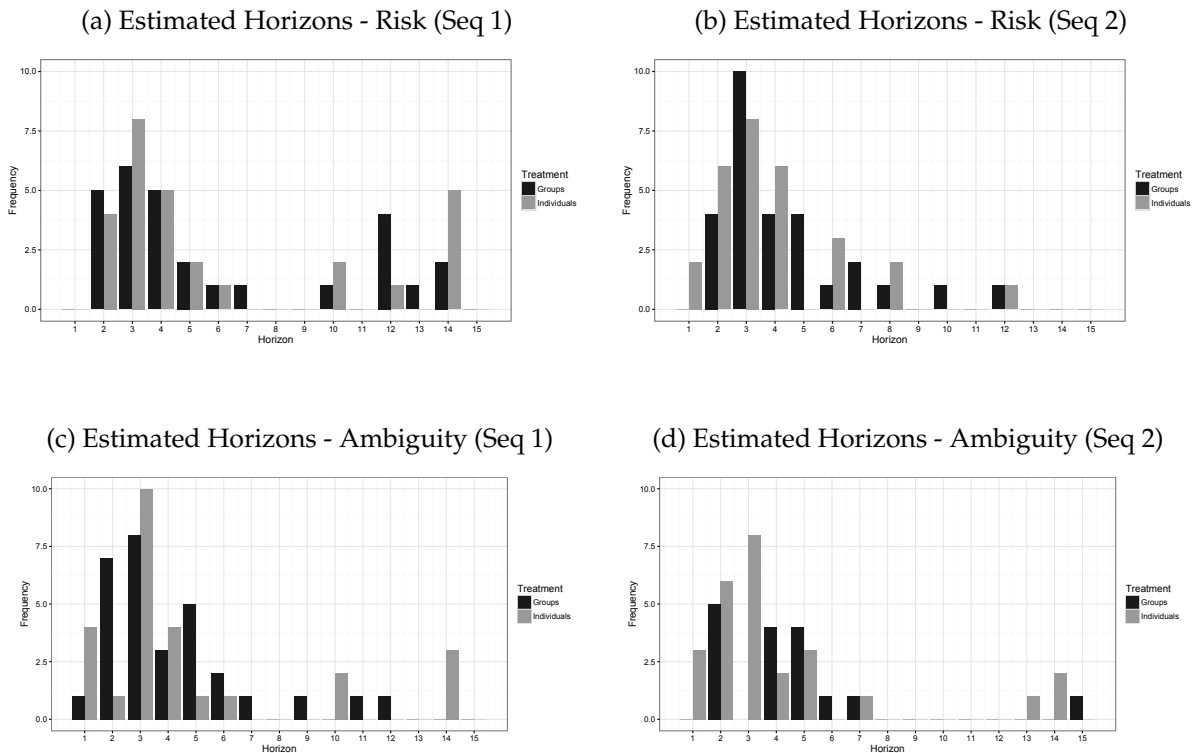 (a) Estimated Horizons - Risk (Seq 1)
10.0
7.5
5.0
2.5
0.0
Frequency
1 2 3 4 5 6 7 8 9 10 11 12 13 14 15
Horizon
Treatment
Groups
Individuals
(b) Estimated Horizons - Risk (Seq 2)
10.0
7.5
5.0
2.5
0.0
Frequency
1 2 3 4 5 6 7 8 9 10 11 12 13 14 15
Horizon
Treatment
Groups
Individuals
(c) Estimated Horizons - Ambiguity (Seq 1)
10.0
7.5
5.0
2.5
0.0
Frequency
1 2 3 4 5 6 7 8 9 10 11 12 13 14 15
Horizon
Treatment
Groups
Individuals
(d) Estimated Horizons - Ambiguity (Seq 2)
10.0
7.5
5.0
2.5
0.0
Frequency
1 2 3 4 5 6 7 8 9 10 11 12 13 14 15
Horizon
Treatment
Groups
Individuals